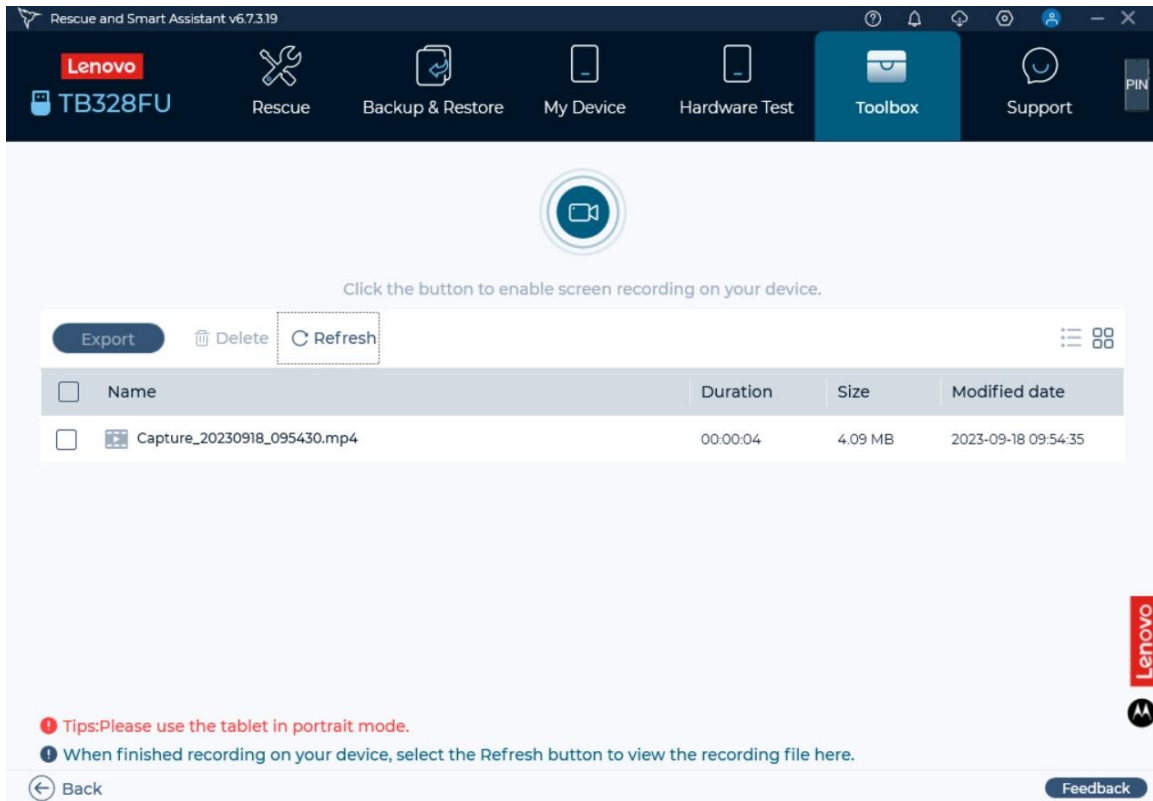 Rescue and Smart Assistant v6.7.3.19
Lenovo
TB328FU
Rescue
Backup & Restore
My Device
Hardware Test
Toolbox
Support
PIN
Click the button to enable screen recording on your device.
Export
Delete
Refresh
Name
Duration
Size
Modified date
Capture_20230918_095430.mp4
00:00:04
4.09 MB
2023-09-18 09:54:35
Lenovo
Tips:Please use the tablet in portrait mode.
When finished recording on your device, select the Refresh button to view the recording file here.
Back
Feedback